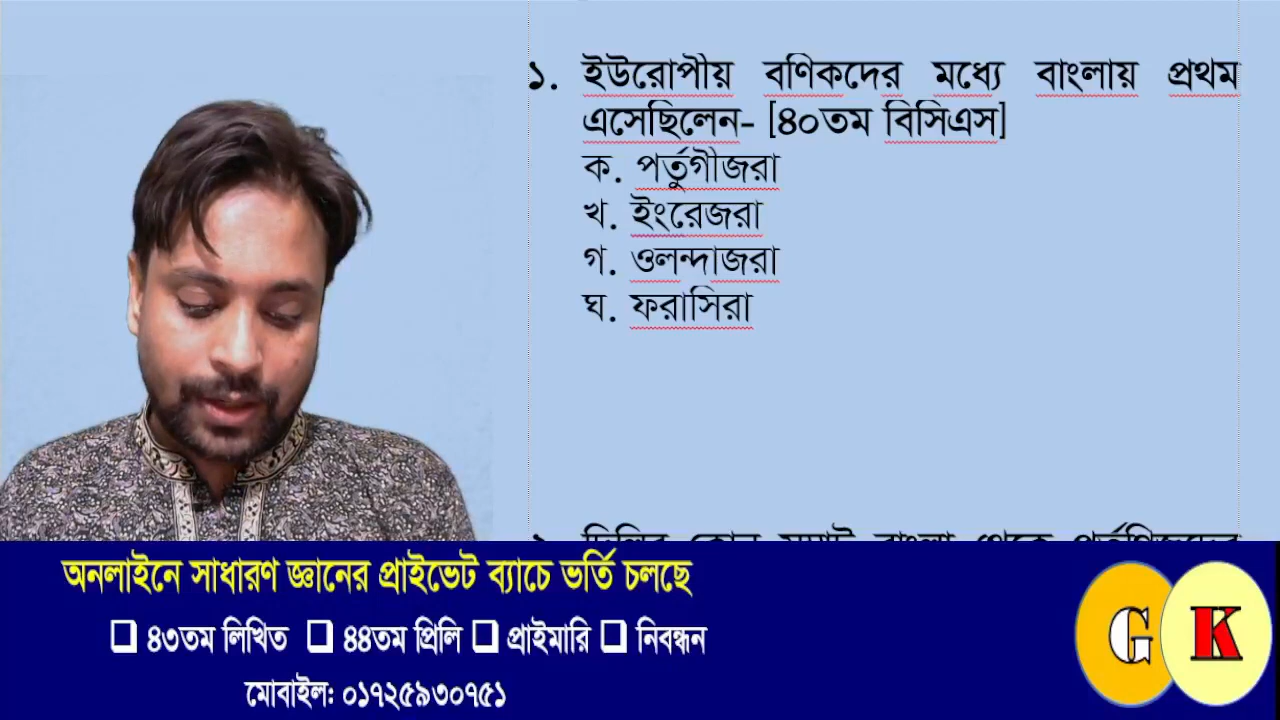 ১. ইউরোপীয় বণিকদের মধ্যে বাংলায় প্রথম
এসেছিলেন- [৪০তম বিসিএস]
ক. পর্তুগীজরা
খ. ইংরেজরা
গ. ওলন্দাজরা
ঘ. ফরাসিরা
অনলাইনে সাধারণ জ্ঞানের প্রাইভেট ব্যাচে ভর্তি চলছে
❑ ৪৩তম লিখিত ❑ ৪৪তম প্রিলি ❑ প্রাইমারি ❑ নিবন্ধন
মোবাইল: ০১৭২৫৯৩০৭৫১
G K